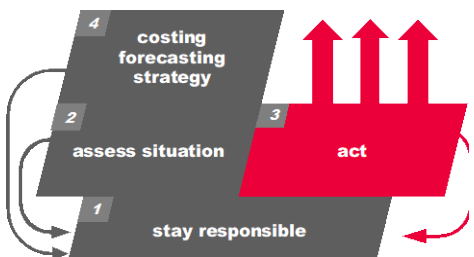 4
costing
forecasting
strategy
2
assess situation
3
act
1
stay responsible